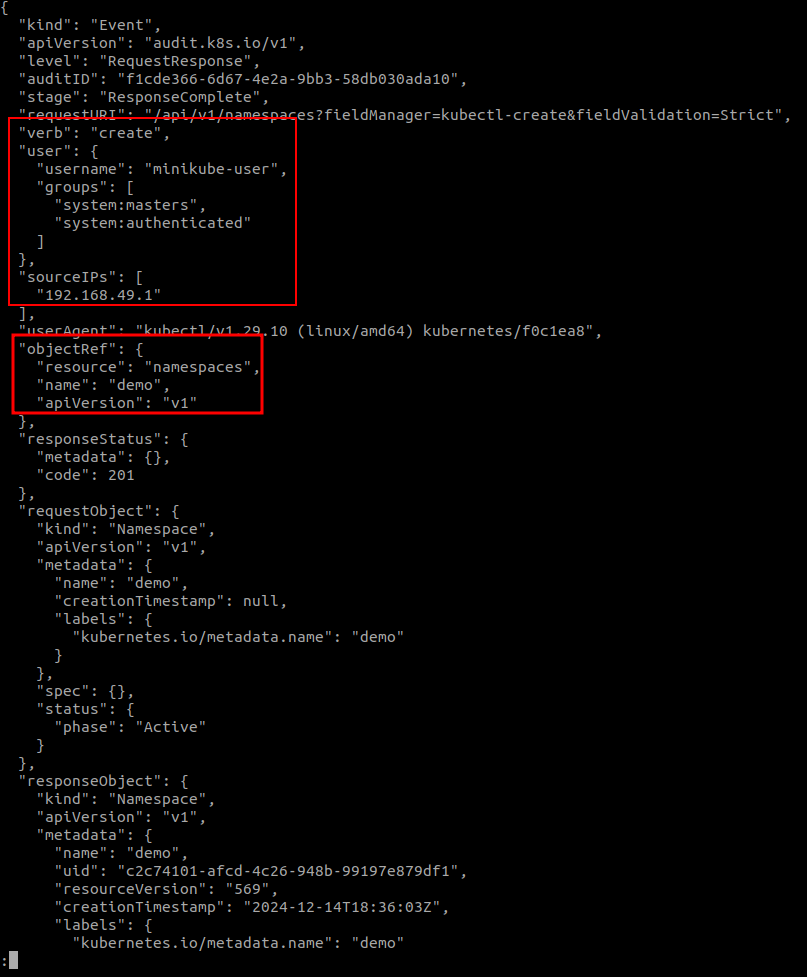 {
  "kind": "Event",
  "apiVersion": "audit.k8s.io/v1",
  "level": "RequestResponse",
  "auditID": "f1cde366-6d67-4e2a-9bb3-58db030ada10",
  "stage": "ResponseComplete",
  "requestURI": "/api/v1/namespaces?fieldManager=kubectl-create&fieldValidation=Strict",
  "verb": "create",
  "user": {
    "username": "minikube-user",
    "groups": [
      "system:masters",
      "system:authenticated"
    ]
  },
  "sourceIPs": [
    "192.168.49.1"
  ],
  "userAgent": "kubectl/v1.29.10 (linux/amd64) kubernetes/f0c1ea8",
  "objectRef": {
    "resource": "namespaces",
    "name": "demo",
    "apiVersion": "v1"
  },
  "responseStatus": {
    "metadata": {},
    "code": 201
  },
  "requestObject": {
    "kind": "Namespace",
    "apiVersion": "v1",
    "metadata": {
      "name": "demo",
      "creationTimestamp": null,
      "labels": {
        "kubernetes.io/metadata.name": "demo"
      }
    },
    "spec": {},
    "status": {
      "phase": "Active"
    }
  },
  "responseObject": {
    "kind": "Namespace",
    "apiVersion": "v1",
    "metadata": {
      "name": "demo",
      "uid": "c2c74101-afcd-4c26-948b-99197e879df1",
      "resourceVersion": "569",
      "creationTimestamp": "2024-12-14T18:36:03Z",
      "labels": {
        "kubernetes.io/metadata.name": "demo"
: